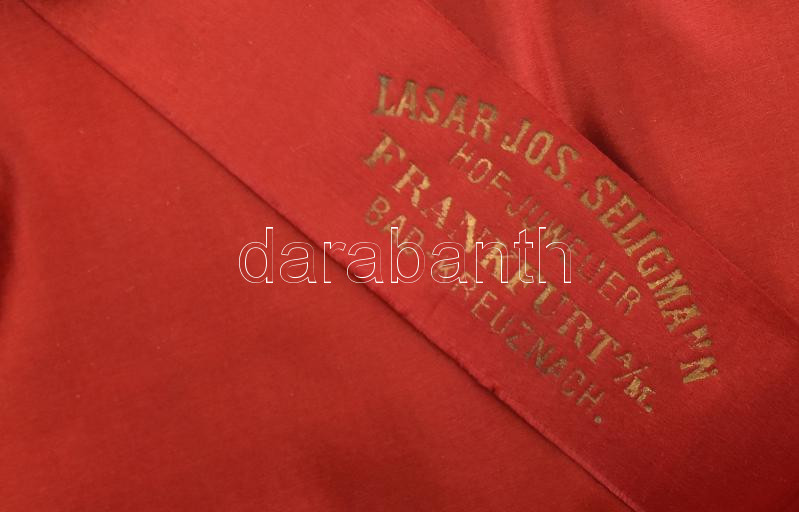 LASAR JOS. SELIGMANN
HOF-JUWELIER
FRANKFURT A/M.
BAD-KREUZNACH.
darabanth